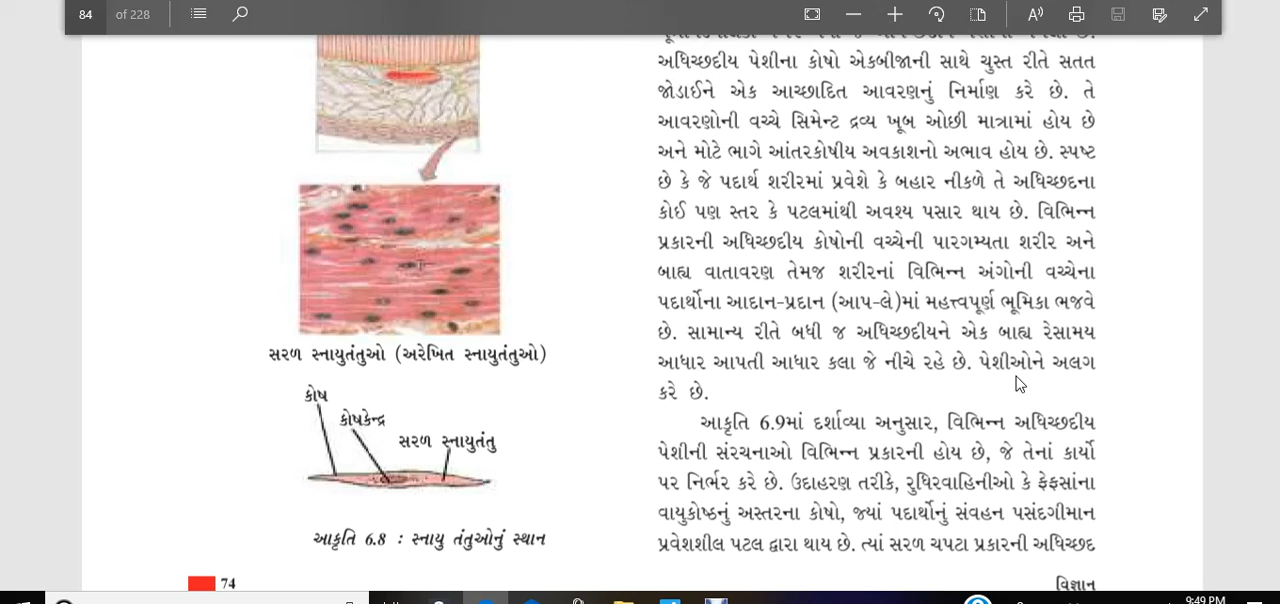 84 of 228
સરળ સ્નાયુતંતુઓ (અરેખિત સ્નાયુતંતુઓ)
કોષ
કોષકેન્દ્ર
સરળ સ્નાયુતંતુ
આકૃતિ 6.8 : સ્નાયુ તંતુઓનું સ્થાન
74
અધિચ્છદીય પેશીના કોષો એકબીજાની સાથે ચુસ્ત રીતે સતત
જોડાઈને એક આચ્છાદિત આવરણનું નિર્માણ કરે છે. તે
આવરણોની વચ્ચે સિમેન્ટ દ્રવ્ય ખૂબ ઓછી માત્રામાં હોય છે
અને મોટે ભાગે આંતરકોષીય અવકાશનો અભાવ હોય છે. સ્પષ્ટ
છે કે જે પદાર્થ શરીરમાં પ્રવેશે કે બહાર નીકળે તે અધિચ્છદના
કોઈ પણ સ્તર કે પટલમાંથી અવશ્ય પસાર થાય છે. વિભિન્ન
પ્રકારની અધિચ્છદીય કોષોની વચ્ચેની પારગમ્યતા શરીર અને
બાહ્ય વાતાવરણ તેમજ શરીરનાં વિભિન્ન અંગોની વચ્ચેના
પદાર્થોના આદાન-પ્રદાન (આપ-લે)માં મહત્ત્વપૂર્ણ ભૂમિકા ભજવે
છે. સામાન્ય રીતે બધી જ અધિચ્છદીયને એક બાહ્ય રેસામય
આધાર આપતી આધાર કલા જે નીચે રહે છે. પેશીઓને અલગ
કરે છે.
આકૃતિ 6.9માં દર્શાવ્યા અનુસાર, વિભિન્ન અધિચ્છદીય
પેશીની સંરચનાઓ વિભિન્ન પ્રકારની હોય છે, જે તેનાં કાર્યો
પર નિર્ભર કરે છે. ઉદાહરણ તરીકે, રુધિરવાહિનીઓ કે ફેફસાંના
વાયુકોષ્ઠનું અસ્તરના કોષો, જ્યાં પદાર્થોનું સંવહન પસંદગીમાન
પ્રવેશશીલ પટલ દ્વારા થાય છે. ત્યાં સરળ ચપટા પ્રકારની અધિચ્છદ
વિજ્ઞાન
9:49 PM